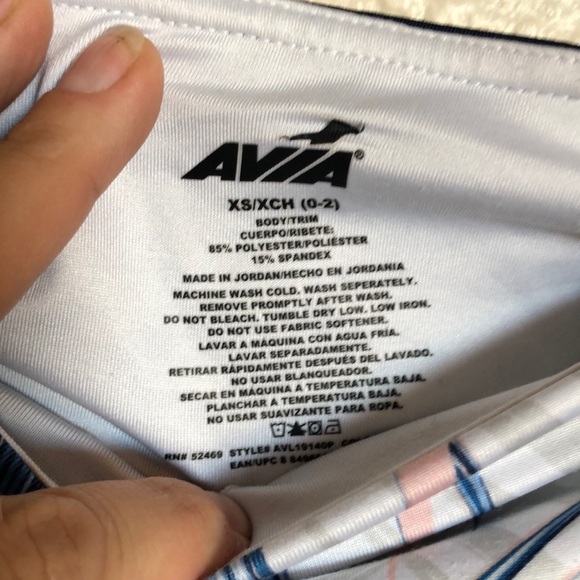 AVIA®
XS/XCH (0-2)
BODY/TRIM
CUERPO/RIBETE:
85% POLYESTER/POLIÉSTER
15% SPANDEX
MADE IN JORDAN/HECHO EN JORDANIA
MACHINE WASH COLD. WASH SEPERATELY.
REMOVE PROMPTLY AFTER WASH.
DO NOT BLEACH. TUMBLE DRY LOW. LOW IRON.
DO NOT USE FABRIC SOFTENER.
LAVAR A MÁQUINA CON AGUA FRÍA.
LAVAR SEPARADAMENTE.
RETIRAR RÁPIDAMENTE DESPUÉS DEL LAVADO.
NO USAR BLANQUEADOR.
SECAR EN MÁQUINA A TEMPERATURA BAJA.
PLANCHAR A TEMPERATURA BAJA.
NO USAR SUAVIZANTE PARA ROPA.
RN# 52469 STYLE# AVL19140P
EAN/UPC 8